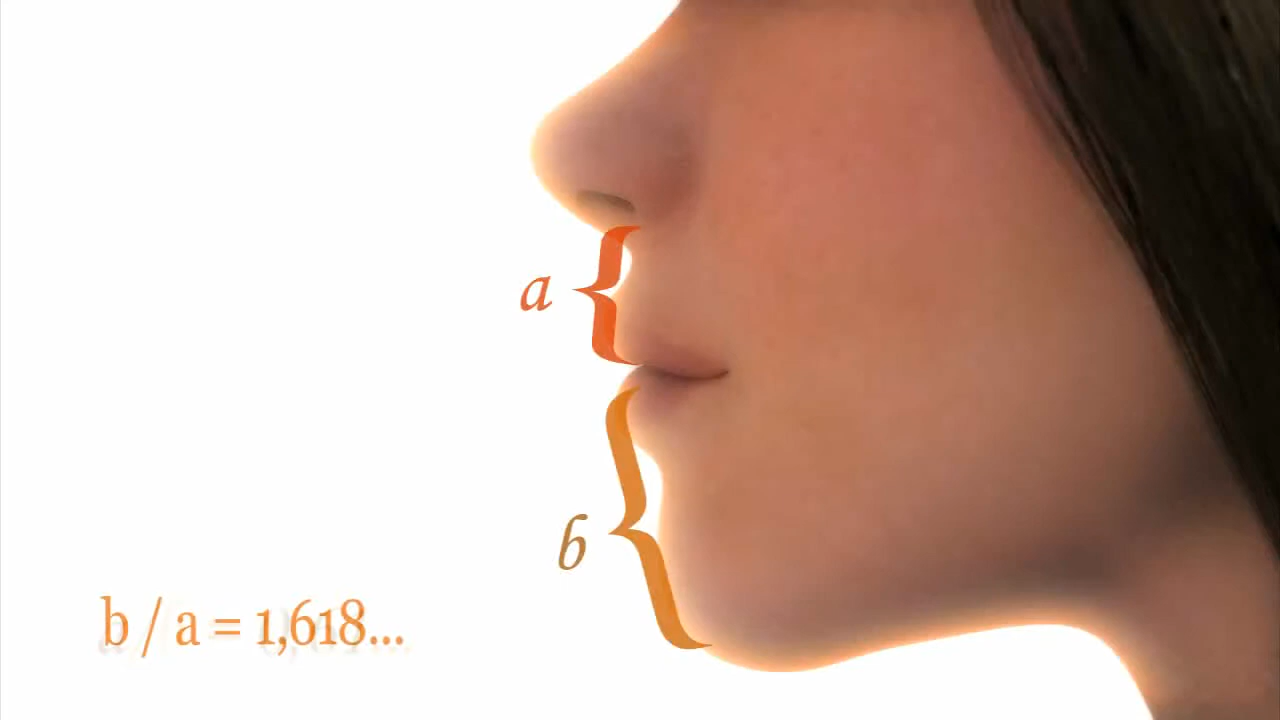 a
b
b / a = 1,618...